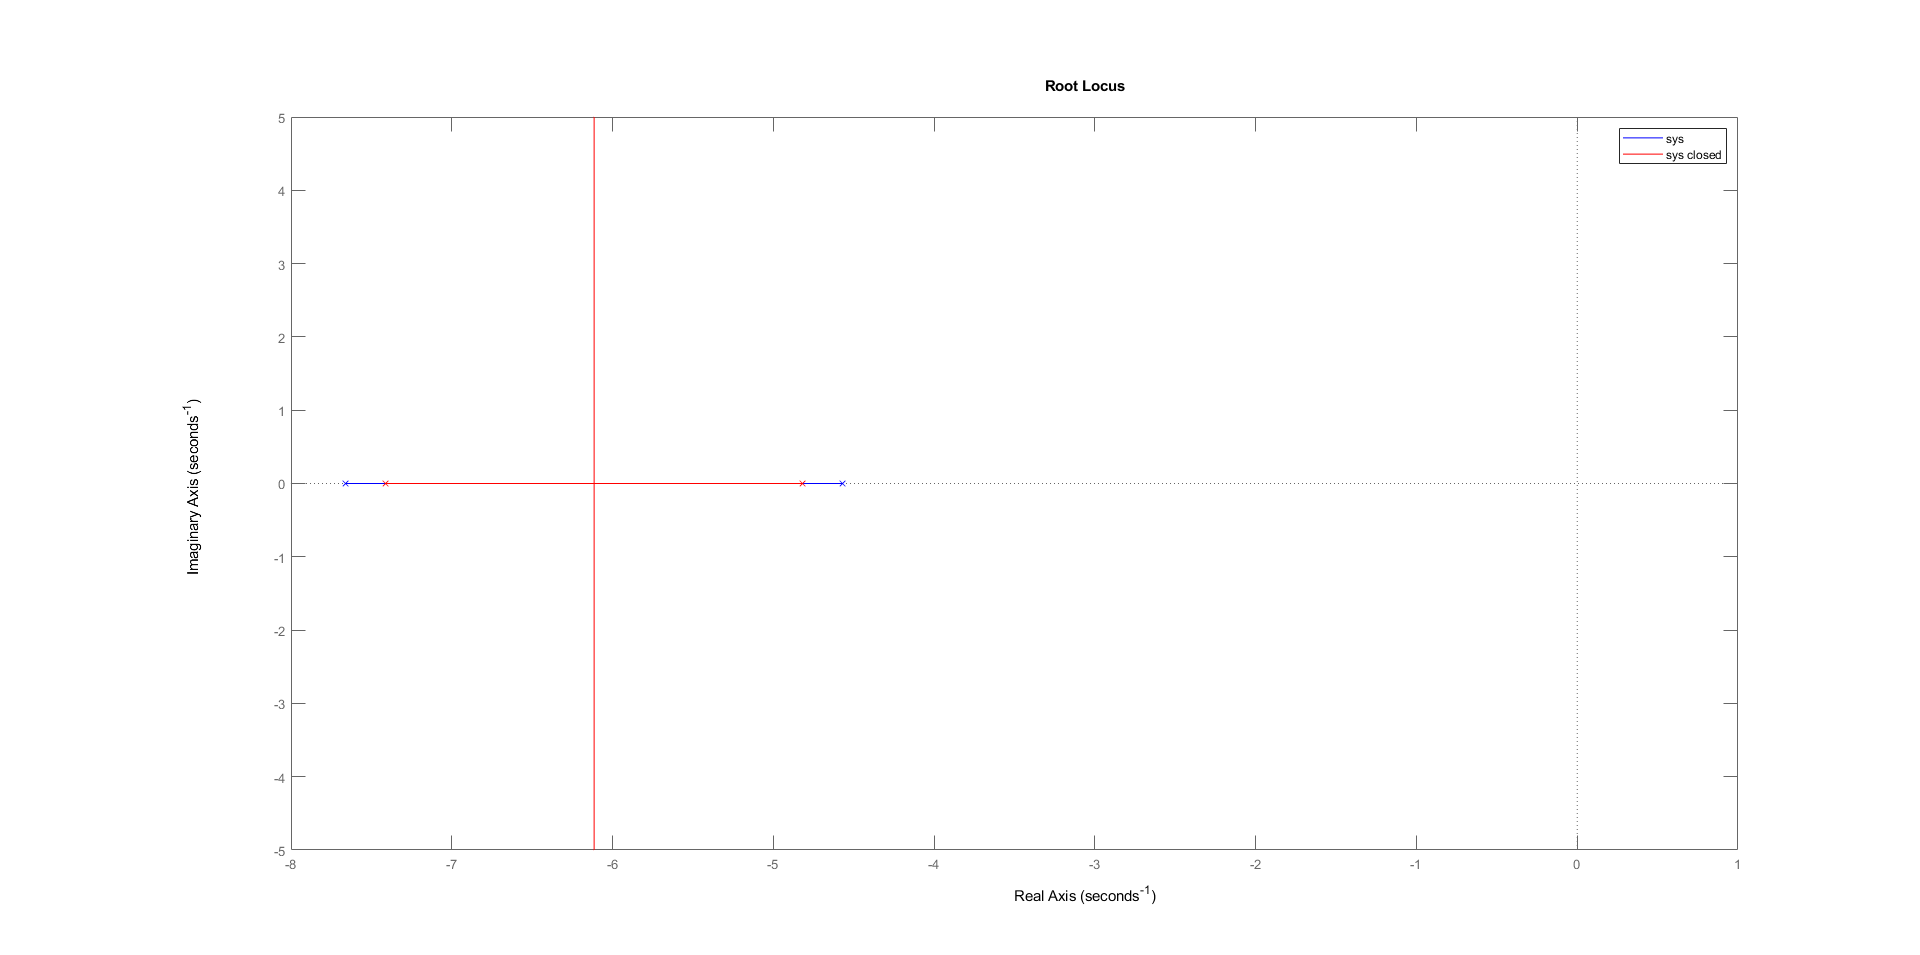 Root Locus
sys
sys closed
5
4
3
2
1
0
-1
-2
-3
-4
-5
Imaginary Axis (seconds-1)
-8 -7 -6 -5 -4 -3 -2 -1 0 1
Real Axis (seconds-1)